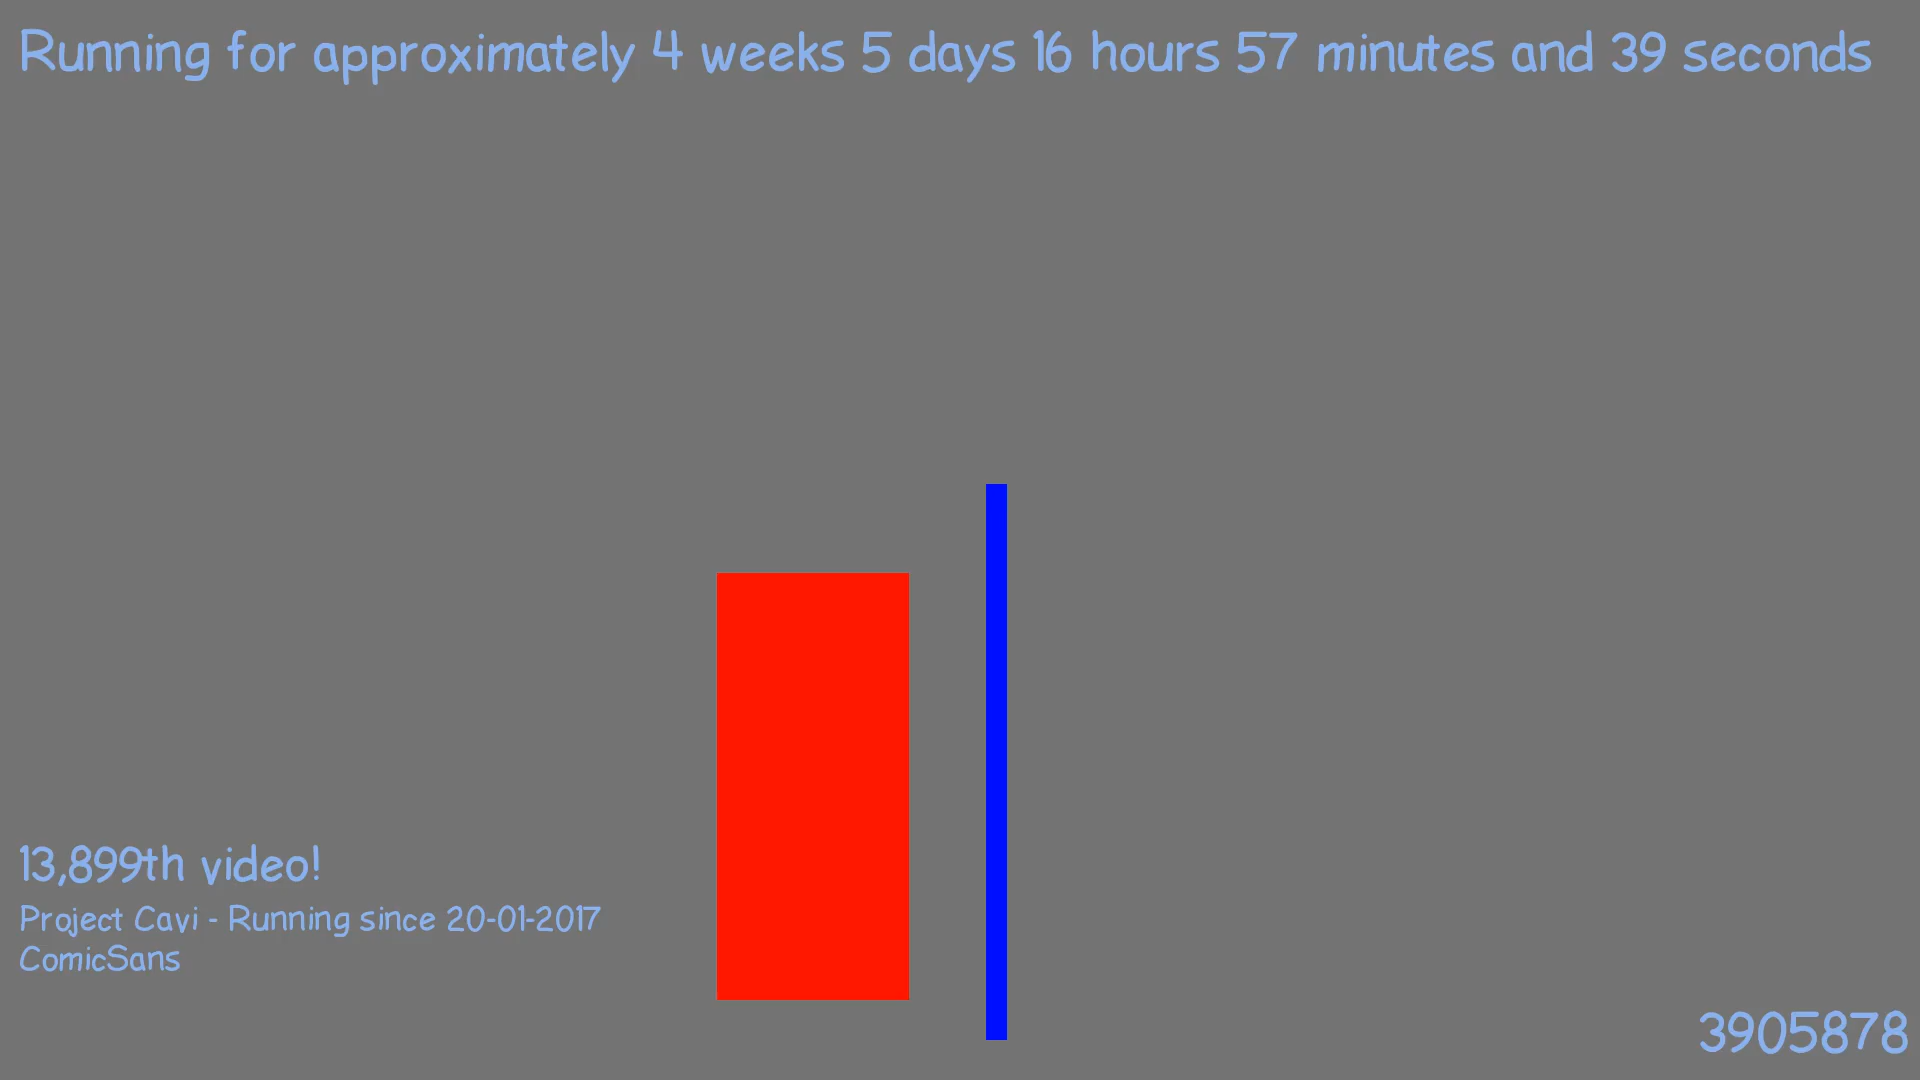 Running for approximately 4 weeks 5 days 16 hours 57 minutes and 39 seconds
13,899th video!
Project Cavi - Running since 20-01-2017
ComicSans
3905878